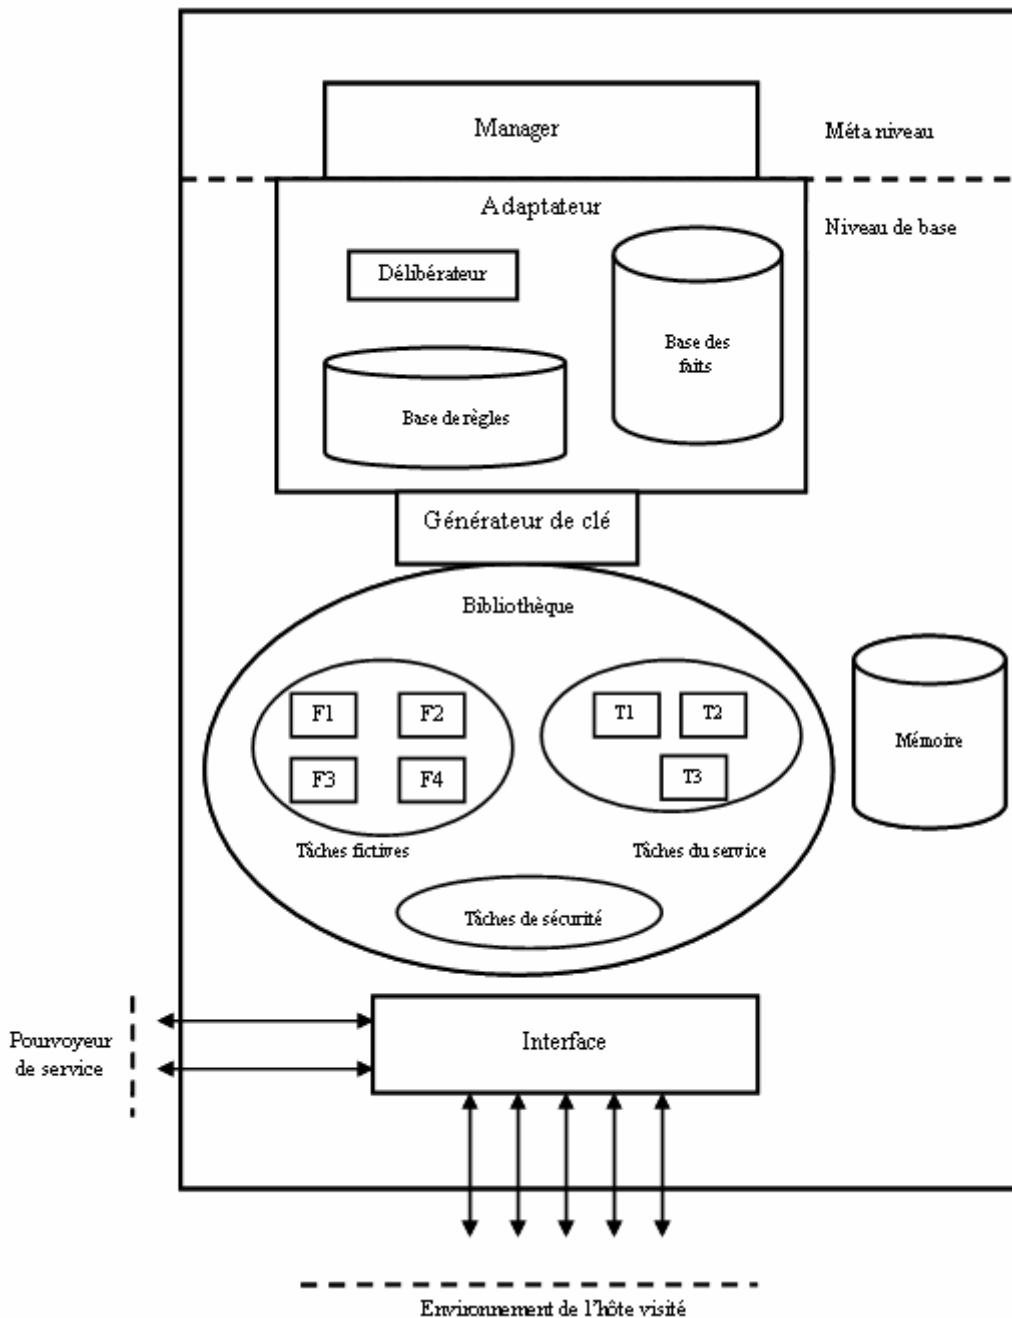 Manager
Méta niveau
Adaptateur
Niveau de base
Délibérateur
Base des
faits
Base de règles
Générateur de clé
Bibliothèque
F1
F2
T1
T2
F3
F4
T3
Mémoire
Tâches fictives
Tâches du service
Tâches de sécurité
Pourvoyeur
de service
Interface
Environnement de l'hôte visité